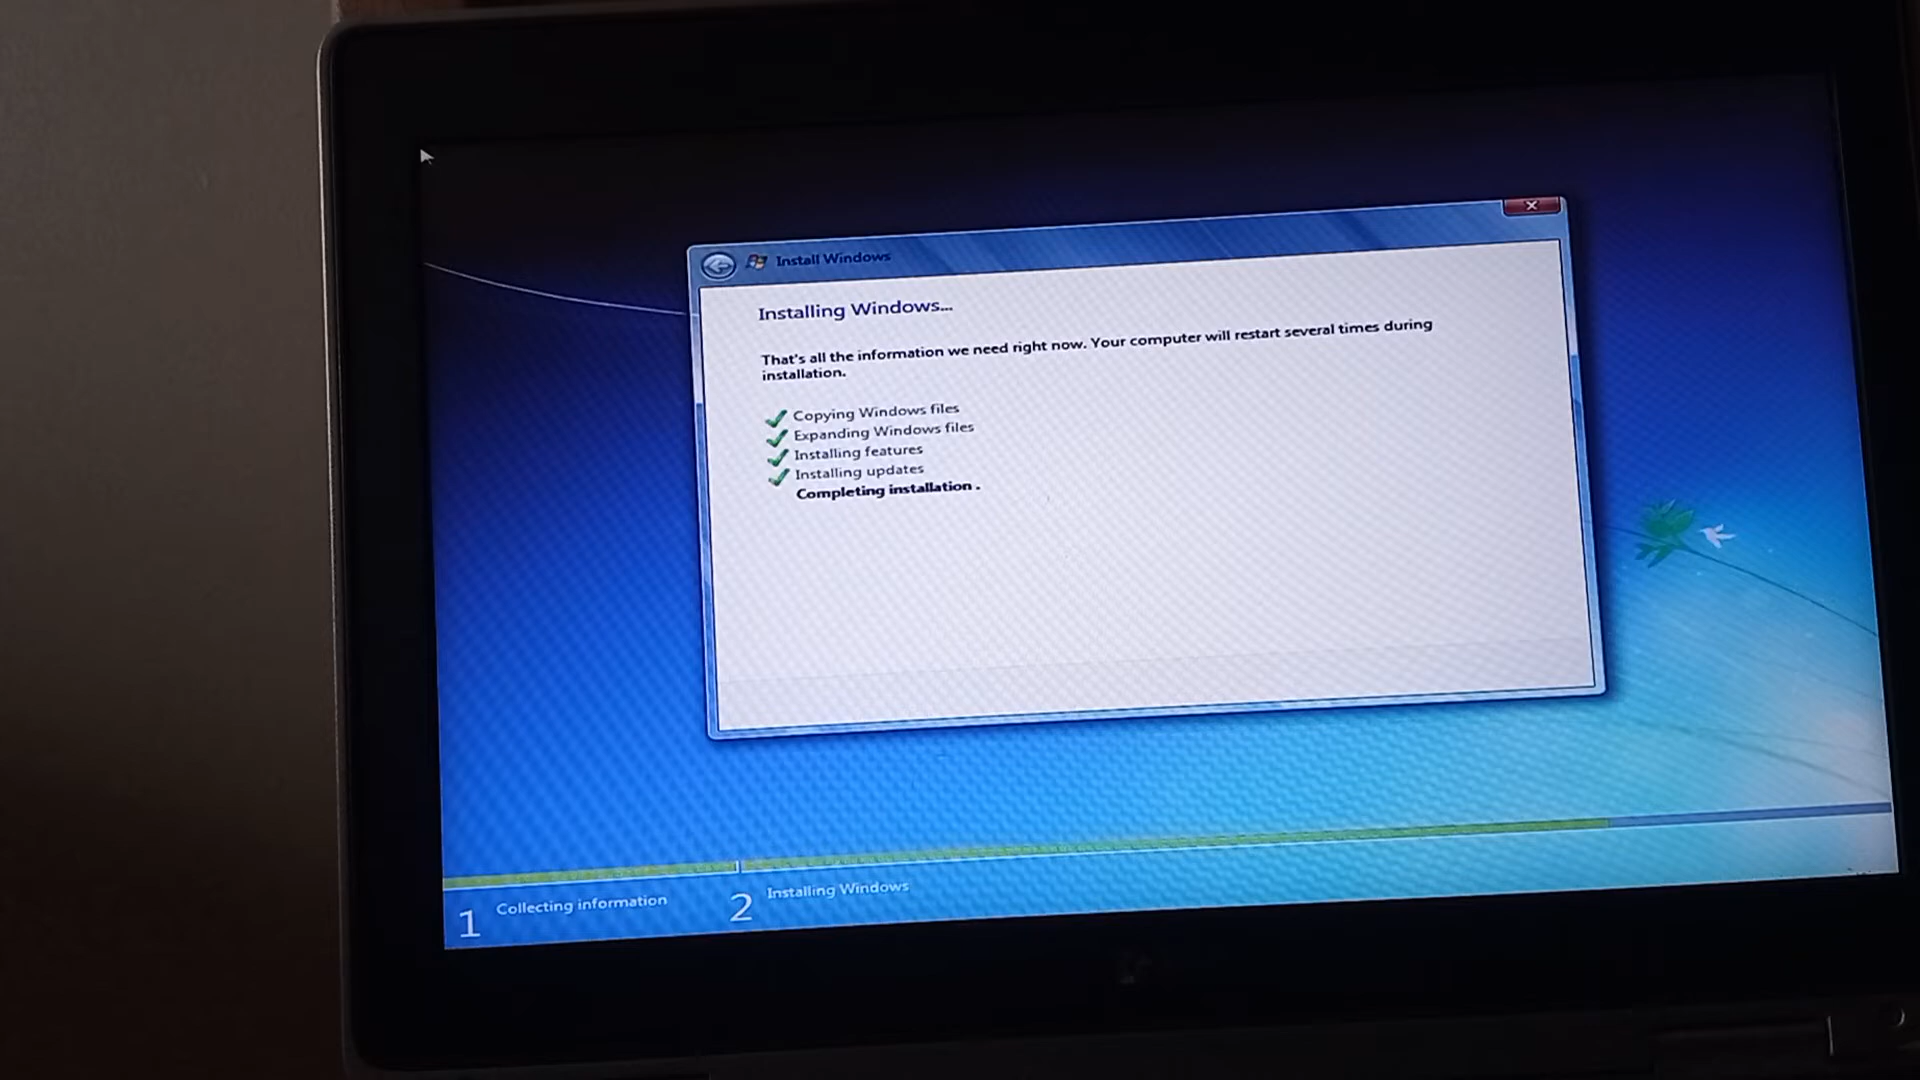 Install Windows
Installing Windows...
That's all the information we need right now. Your computer will restart several times during
installation.
Copying Windows files
Expanding Windows files
Installing features
Installing updates
Completing installation .
1 Collecting information
2 Installing Windows